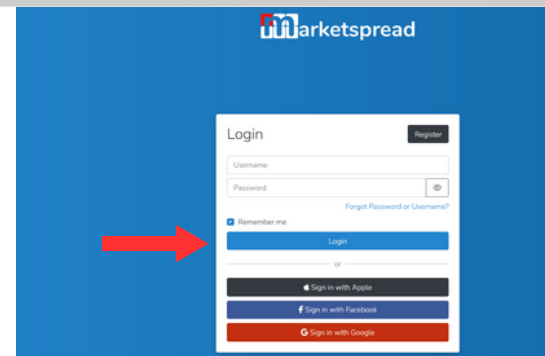 marketspread
Login
Register
Username
Password
Forgot Password or Username?
Remember me
Login
or
Sign in with Apple
Sign in with Facebook
Sign in with Google